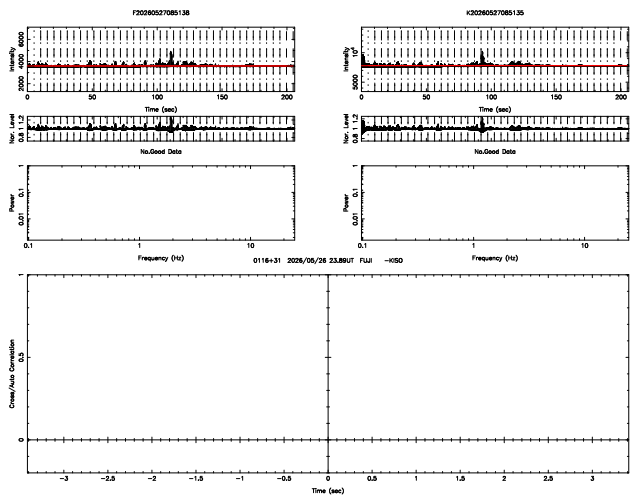 F20260527085138 K20260527085135
Intensity 2000 4000 6000 Intensity 5000 10⁴
0 50 100 150 200 0 50 100 150 200
Time (sec) Time (sec)
Nor. Level 0.8 1 1.2 Nor. Level 0.8 1 1.2
No.Good Data No.Good Data
Power 0.01 0.1 1 Power 0.01 0.1 1
0.1 1 10 0.1 1 10
Frequency (Hz) Frequency (Hz)
0116+31 2026/05/26 23.89UT FUJI -KISO
Cross/Auto Correlation 0 0.5 1
-3 -2.5 -2 -1.5 -1 -0.5 0 0.5 1 1.5 2 2.5 3
Time (sec)